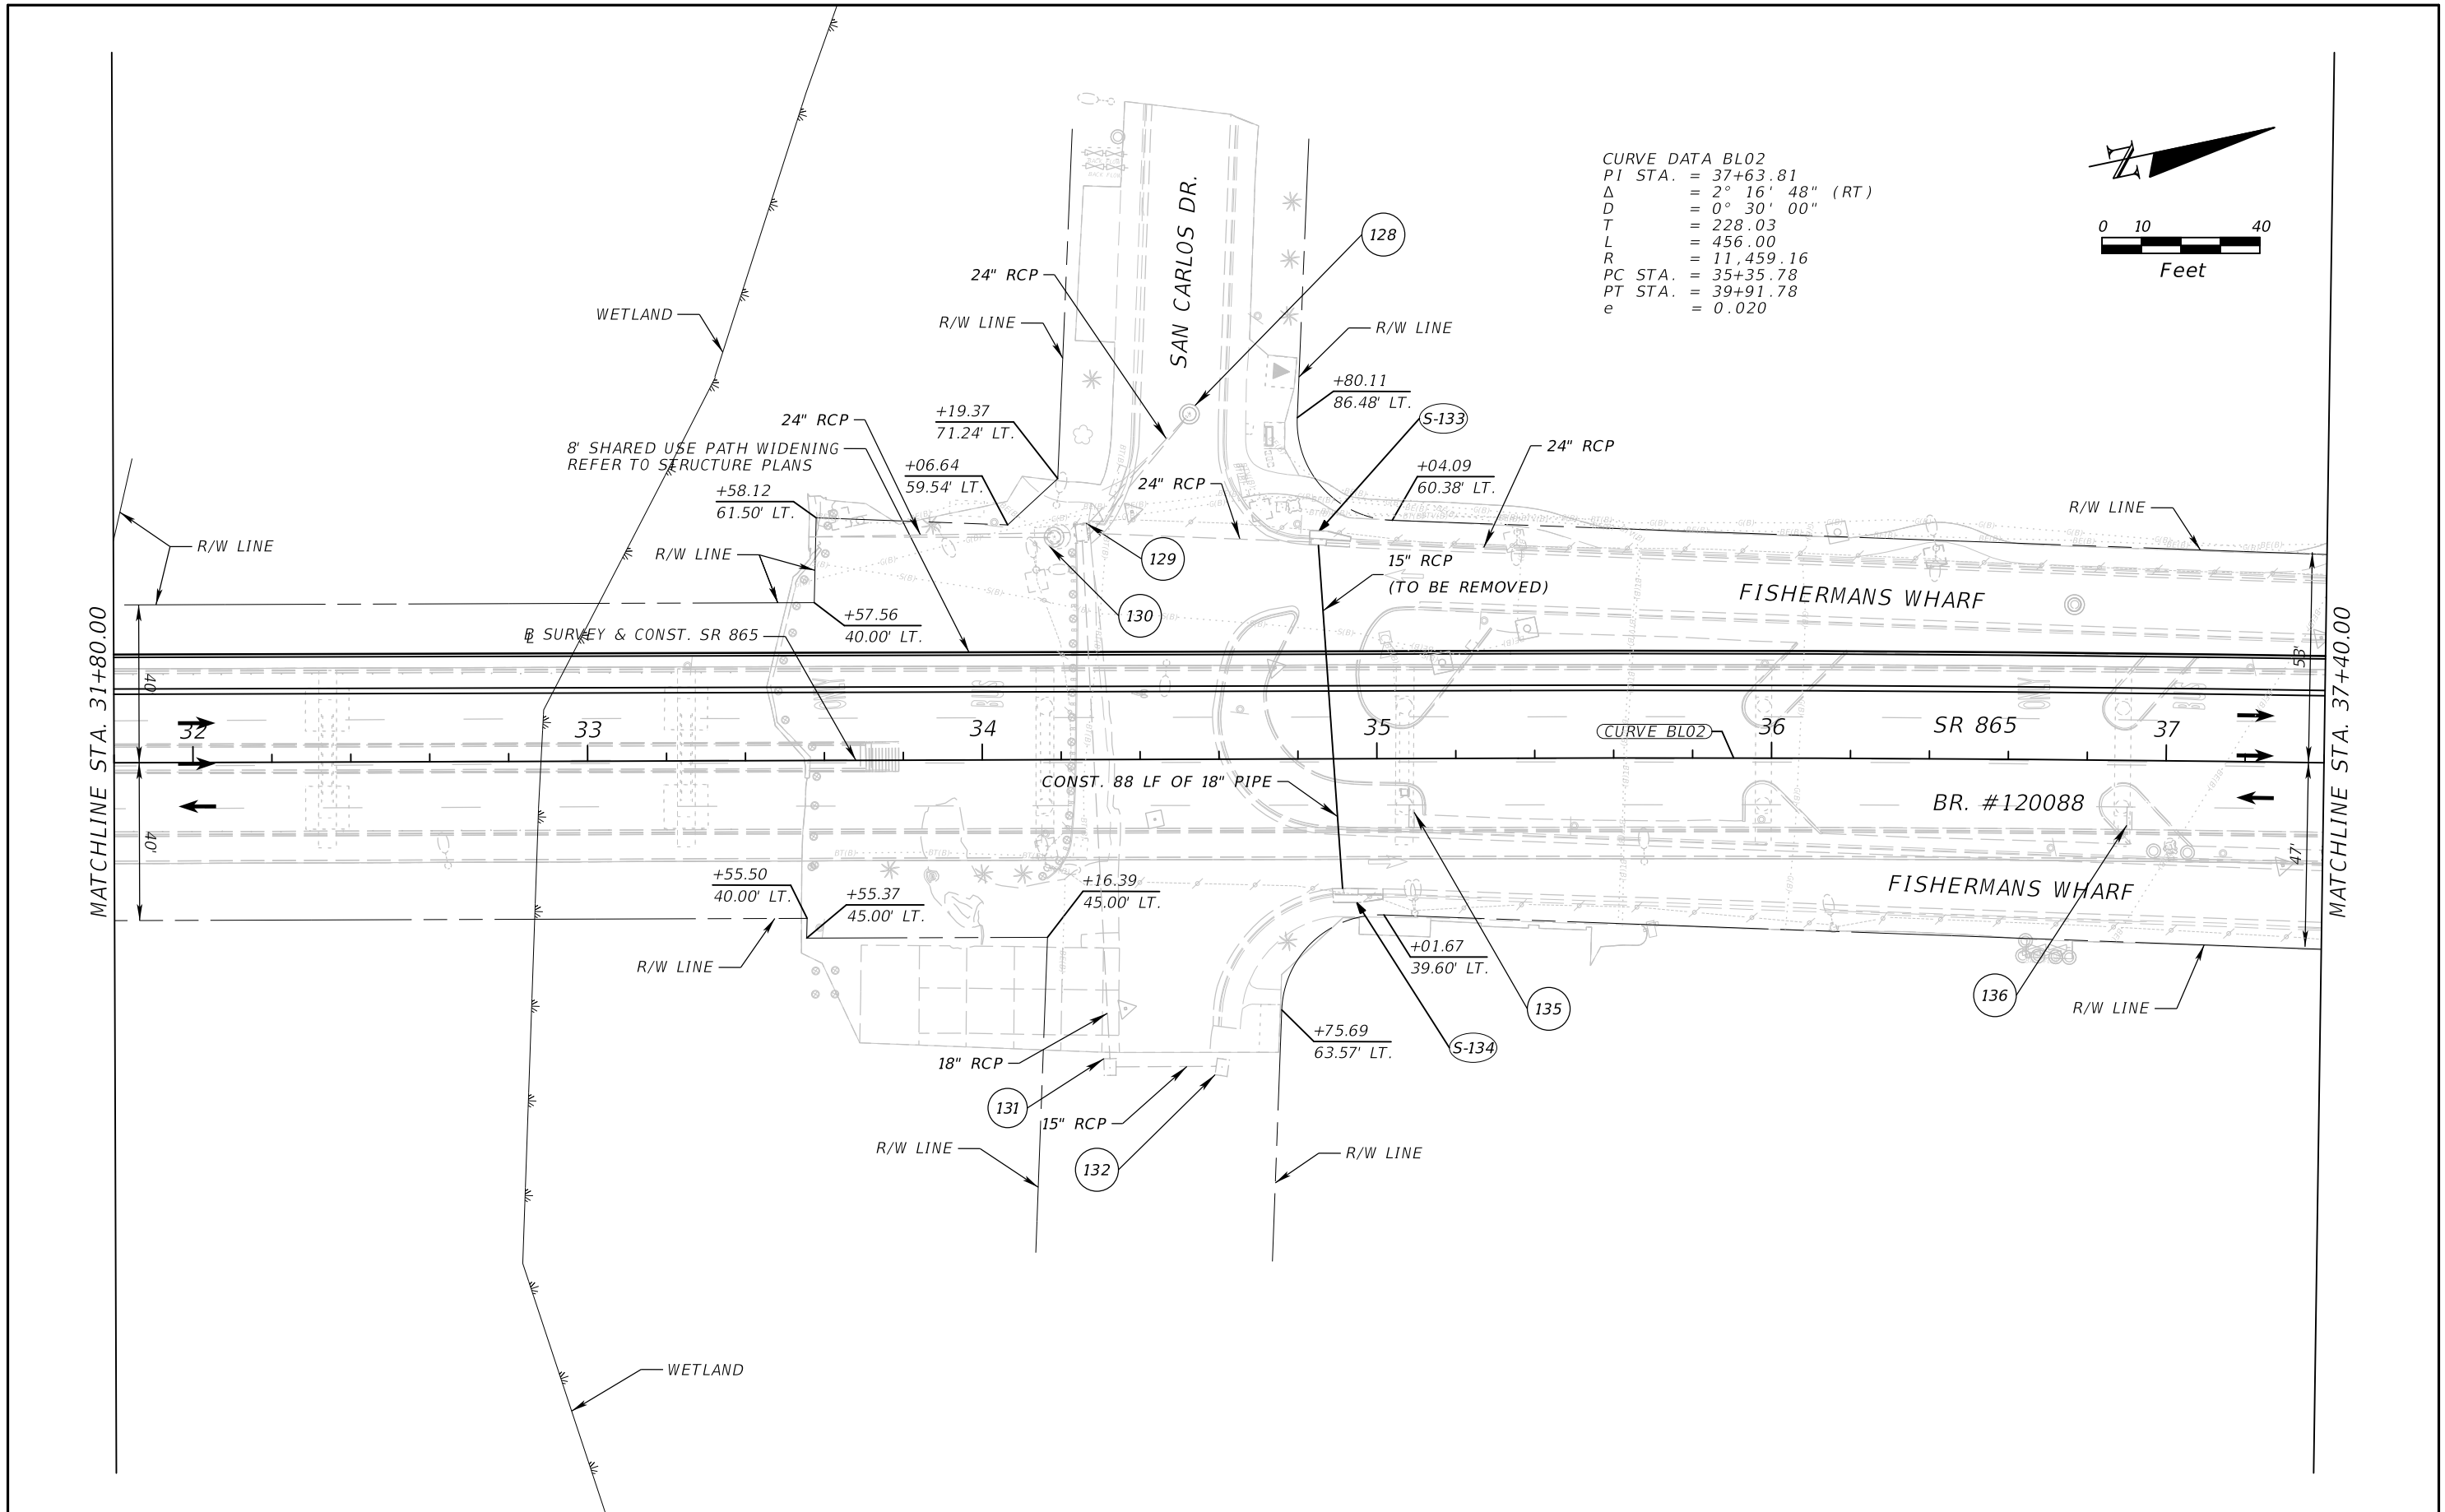 CURVE DATA BL02
PI STA. = 37+63.81
Δ = 2° 16' 48" (RT)
D = 0° 30' 00"
T = 228.03
L = 456.00
R = 11,459.16
PC STA. = 35+35.78
PT STA. = 39+91.78
e = 0.020
N
0 10 40
Feet
SAN CARLOS DR.
128
24" RCP
R/W LINE
WETLAND
R/W LINE
+80.11
86.48' LT.
S-133
+19.37
71.24' LT.
24" RCP
8' SHARED USE PATH WIDENING
REFER TO STRUCTURE PLANS
+06.64
59.54' LT.
+58.12
61.50' LT.
24" RCP
+04.09
60.38' LT.
24" RCP
R/W LINE
R/W LINE
R/W LINE
129
15" RCP
(TO BE REMOVED)
130
+57.56
40.00' LT.
FISHERMANS WHARF
B SURVEY & CONST. SR 865
MATCHLINE STA. 31+80.00
MATCHLINE STA. 37+40.00
40'
53'
32
33
34
35
36
37
CURVE BL02
SR 865
CONST. 88 LF OF 18" PIPE
BR. #120088
40'
47'
+55.50
40.00' LT.
+55.37
45.00' LT.
+16.39
45.00' LT.
FISHERMANS WHARF
R/W LINE
+01.67
39.60' LT.
135
136
R/W LINE
+75.69
63.57' LT.
S-134
18" RCP
131
15" RCP
132
R/W LINE
R/W LINE
WETLAND